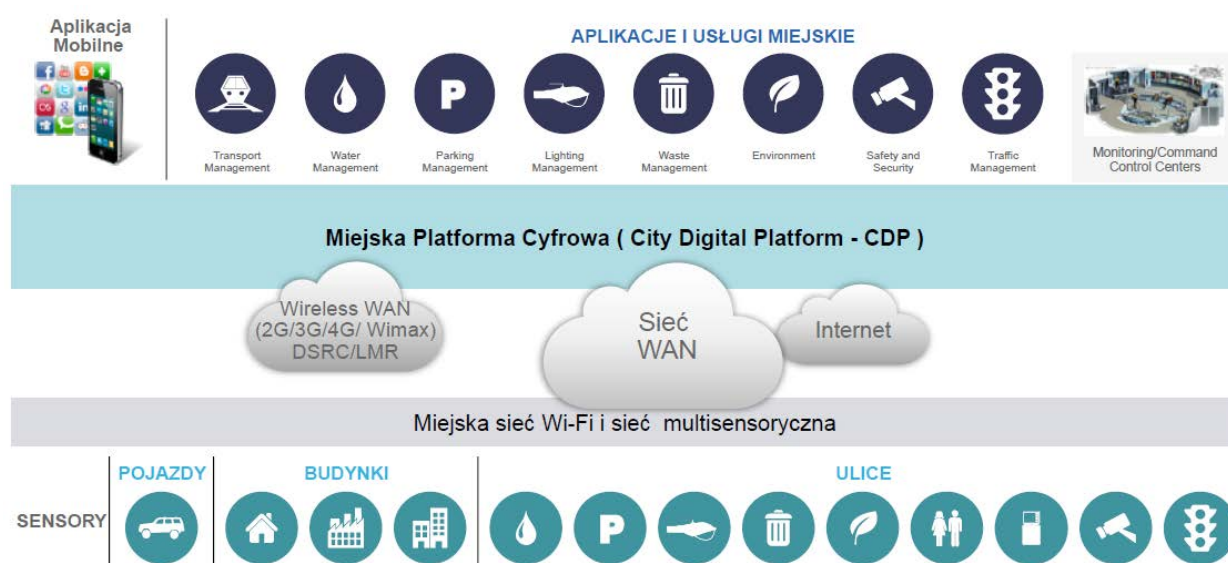 Aplikacja
Mobilne
APLIKACJE I USŁUGI MIEJSKIE
P
Transport
Management
Water
Management
Parking
Management
Lighting
Management
Waste
Management
Environment
Safety and
Security
Traffic
Management
Monitoring/Command
Control Centers
Miejska Platforma Cyfrowa ( City Digital Platform - CDP )
Wireless WAN
(2G/3G/4G/ Wimax)
DSRC/LMR
Sieć
WAN
Internet
Miejska sieć Wi-Fi i sieć multisensoryczna
SENSORY
POJAZDY
BUDYNKI
ULICE
P